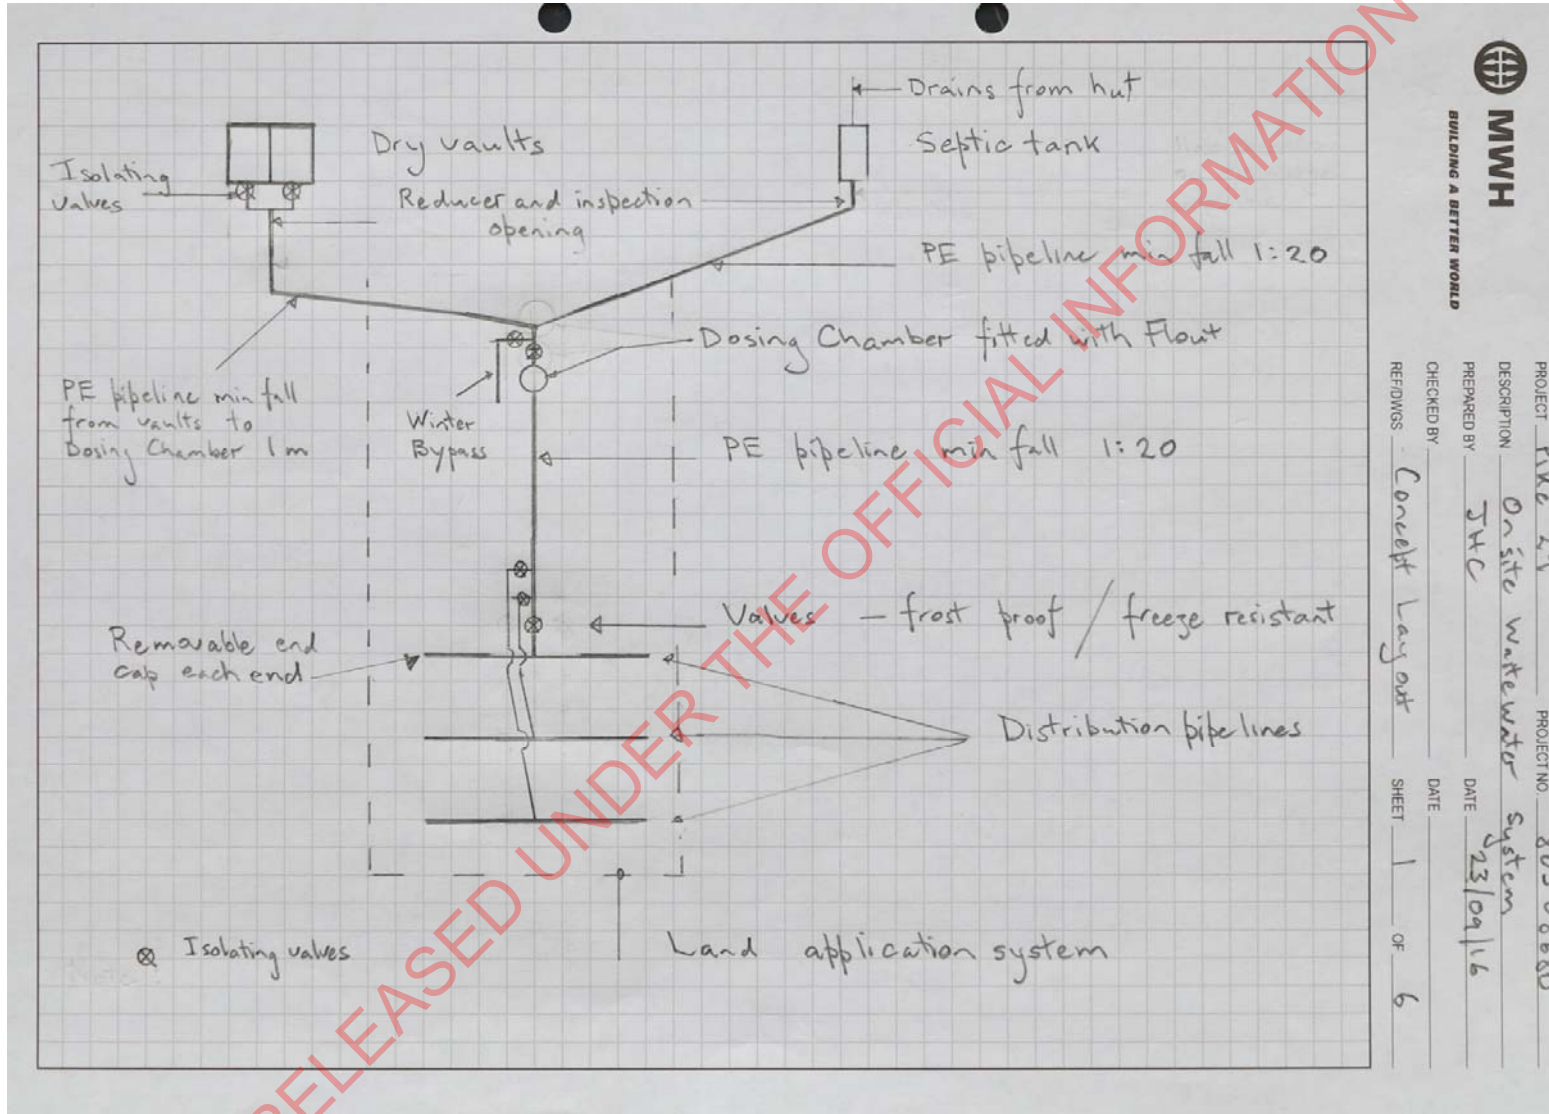 Drains from hut
Dry vaults
Septic tank
Isolating
valves
Reducer and inspection
opening
PE pipeline min fall 1:20
Dosing Chamber fitted with Flout
PE pipeline min fall
from vaults to
Dosing Chamber 1m
Winter
Bypass
PE pipeline min fall 1:20
Valves - frost proof / freeze resistant
Removable end
cap each end
Distribution pipelines
Isolating valves
Land application system
RELEASED UNDER THE OFFICIAL INFORMATION
MWH
BUILDING A BETTER WORLD
PROJECT Pike PROJECT NO.
DESCRIPTION On site Wastewater System
PREPARED BY JHC DATE 23/09/16
CHECKED BY DATE
REF/DWGS Concept Layout SHEET 1 OF 6